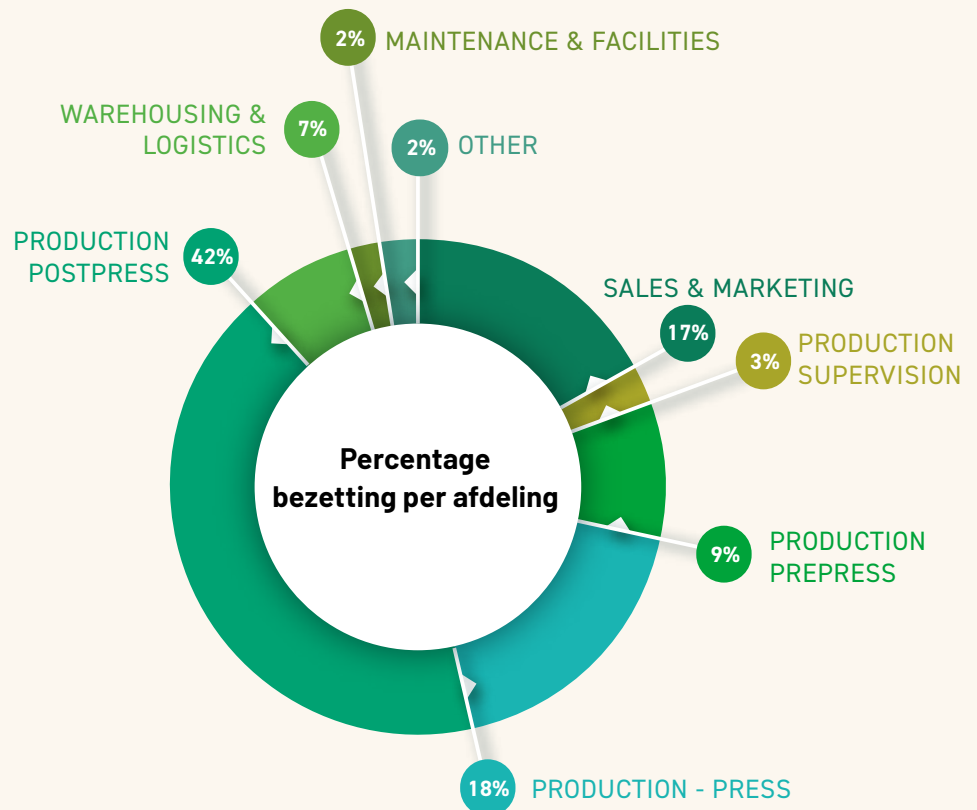 2%
MAINTENANCE & FACILITIES
WAREHOUSING &
LOGISTICS
7%
2%
OTHER
PRODUCTION
POSTPRESS
42%
SALES & MARKETING
17%
PRODUCTION
SUPERVISION
3%
Percentage
bezetting per afdeling
9%
PRODUCTION
PREPRESS
18%
PRODUCTION - PRESS